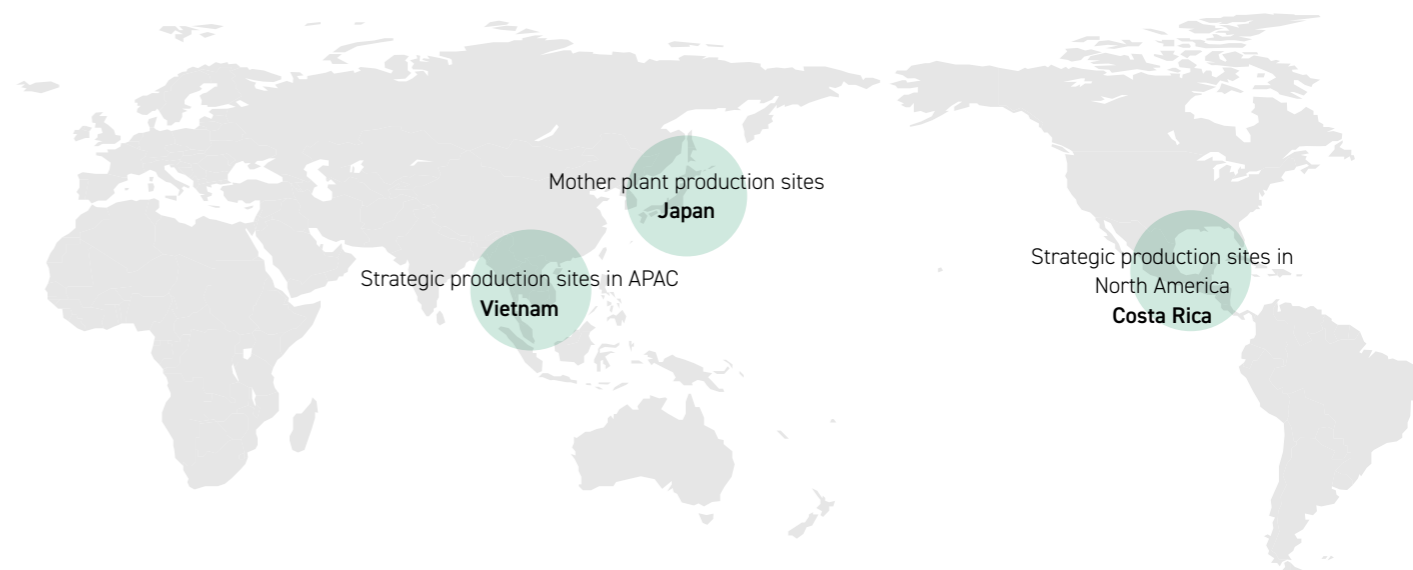 Mother plant production sites
Japan
Strategic production sites in APAC
Vietnam
Strategic production sites in
North America
Costa Rica